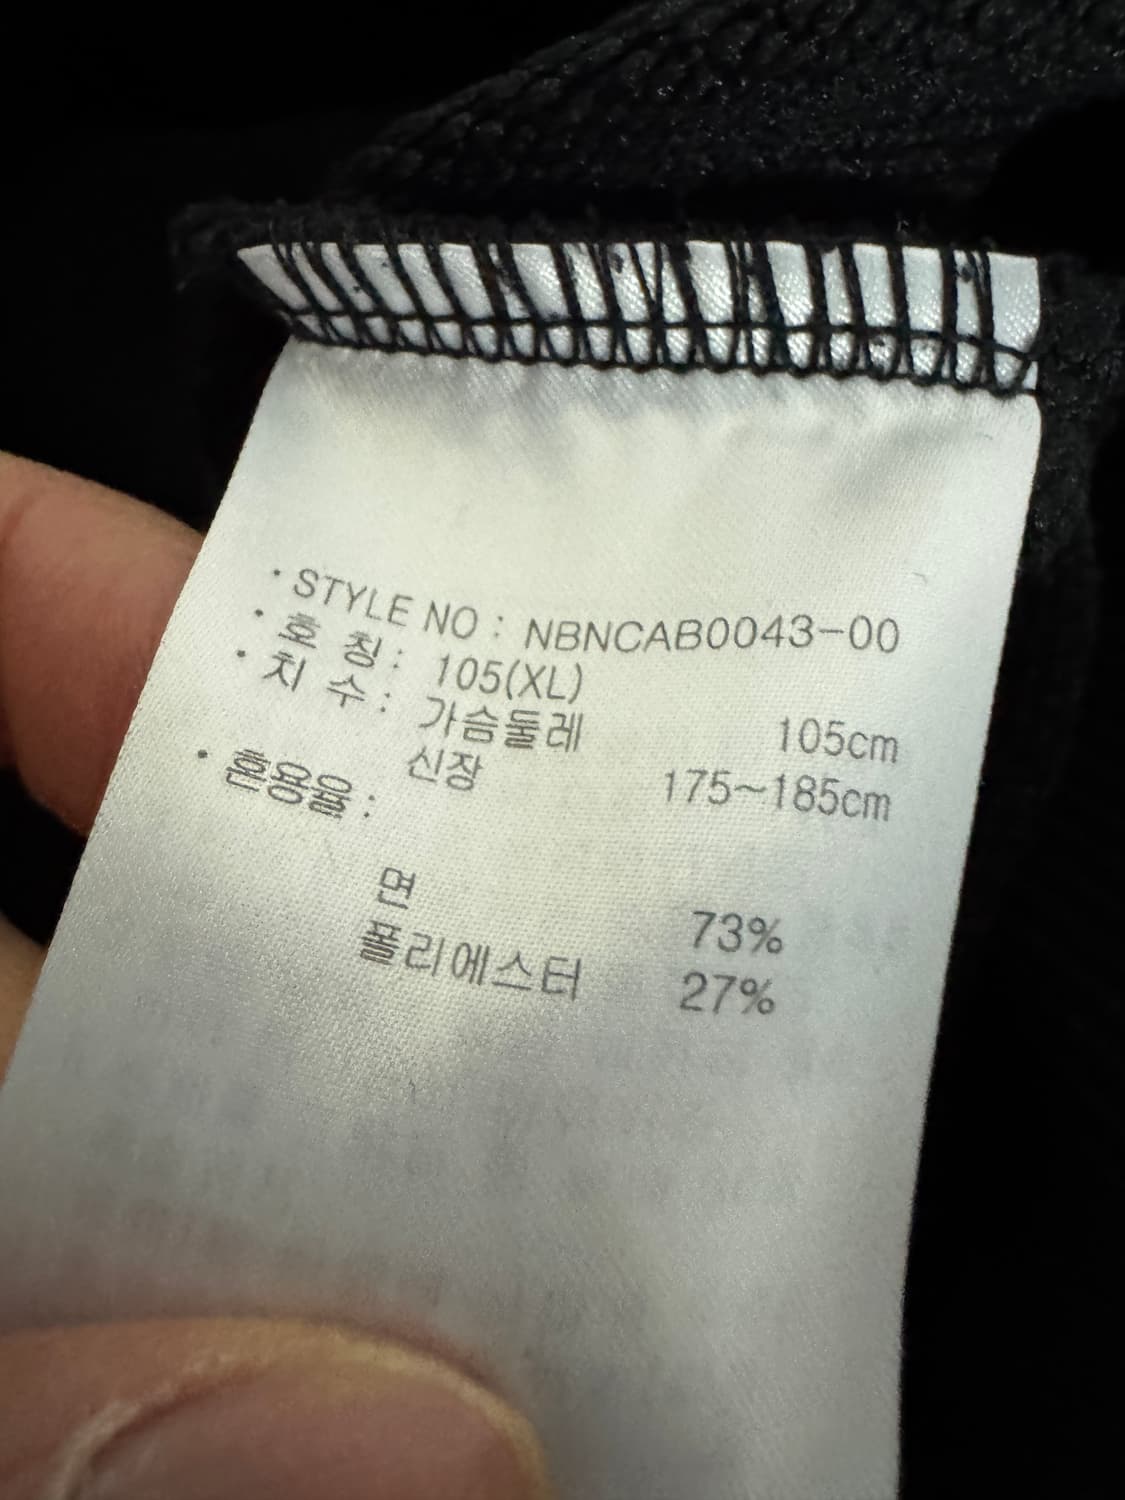 · STYLE NO : NBNCAB0043-00
· 호 칭 : 105(XL)
· 치 수 : 가슴둘레 105cm
신장 175~185cm
· 혼용율 :
면 73%
폴리에스터 27%